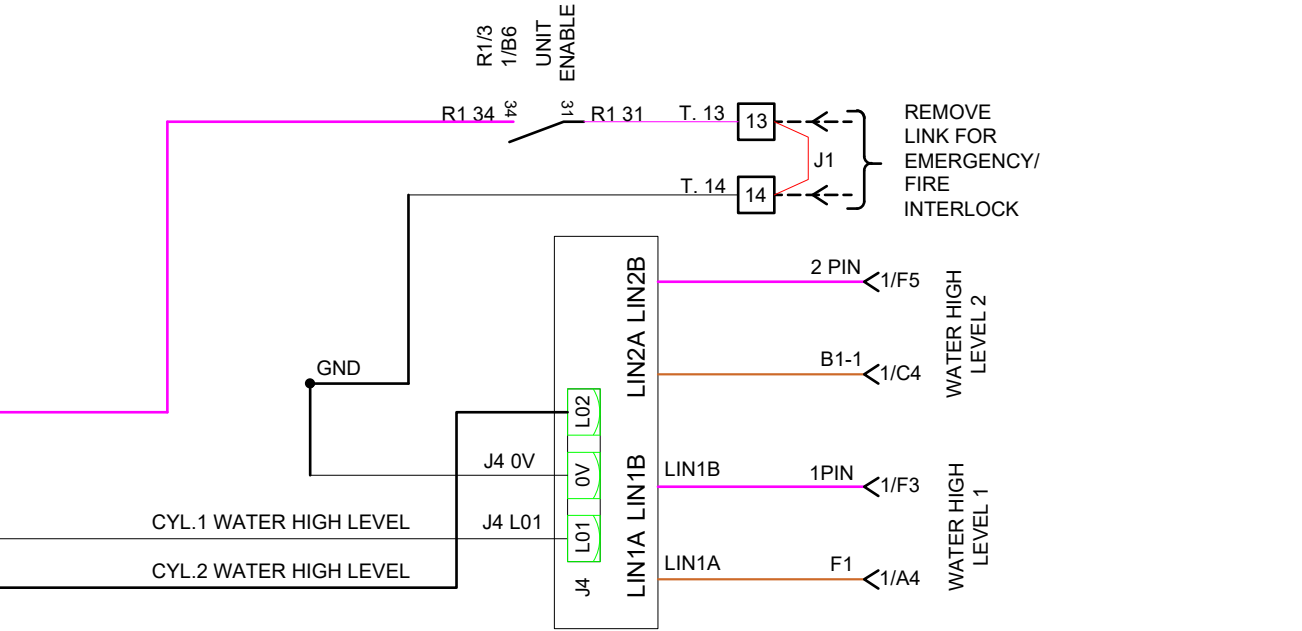 R1/3
1/B6
UNIT
ENABLE
R1 34
34
31
R1 31
T. 13
13
REMOVE
LINK FOR
EMERGENCY/
FIRE
INTERLOCK
J1
T. 14
14
LIN2A LIN2B
2 PIN
1/F5
WATER HIGH
LEVEL 2
GND
B1-1
1/C4
L02
J4 0V
0V
LIN1A LIN1B
LIN1B
1PIN
1/F3
WATER HIGH
LEVEL 1
CYL.1 WATER HIGH LEVEL
J4 L01
L01
CYL.2 WATER HIGH LEVEL
J4
LIN1A
F1
1/A4